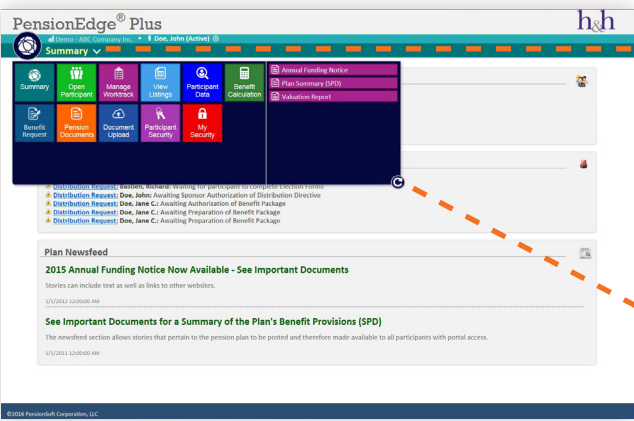 PensionEdge® Plus
h&h
Demo - ABC Company Inc. Doe, John (Active)
Summary
Summary
Open Participant
Manage Worktrack
View Listings
Participant Data
Benefit Calculation
Annual Funding Notice
Plan Summary (SPD)
Valuation Report
Benefit Request
Pension Documents
Document Upload
Participant Security
My Security
Distribution Request: Bastien, Richard: Waiting for participant to complete Election Forms
Distribution Request: Doe, John: Awaiting Sponsor Authorization of Distribution Directive
Distribution Request: Doe, Jane C.: Awaiting Authorization of Benefit Package
Distribution Request: Doe, Jane C.: Awaiting Preparation of Benefit Package
Distribution Request: Doe, Jane C.: Awaiting Preparation of Benefit Package
Plan Newsfeed
2015 Annual Funding Notice Now Available - See Important Documents
Stories can include text as well as links to other websites.
1/1/2012 12:00:00 AM
See Important Documents for a Summary of the Plan's Benefit Provisions (SPD)
The newsfeed section allows stories that pertain to the pension plan to be posted and therefore made available to all participants with portal access.
1/1/2011 12:00:00 AM
©2016 PensionSoft Corporation, LLC